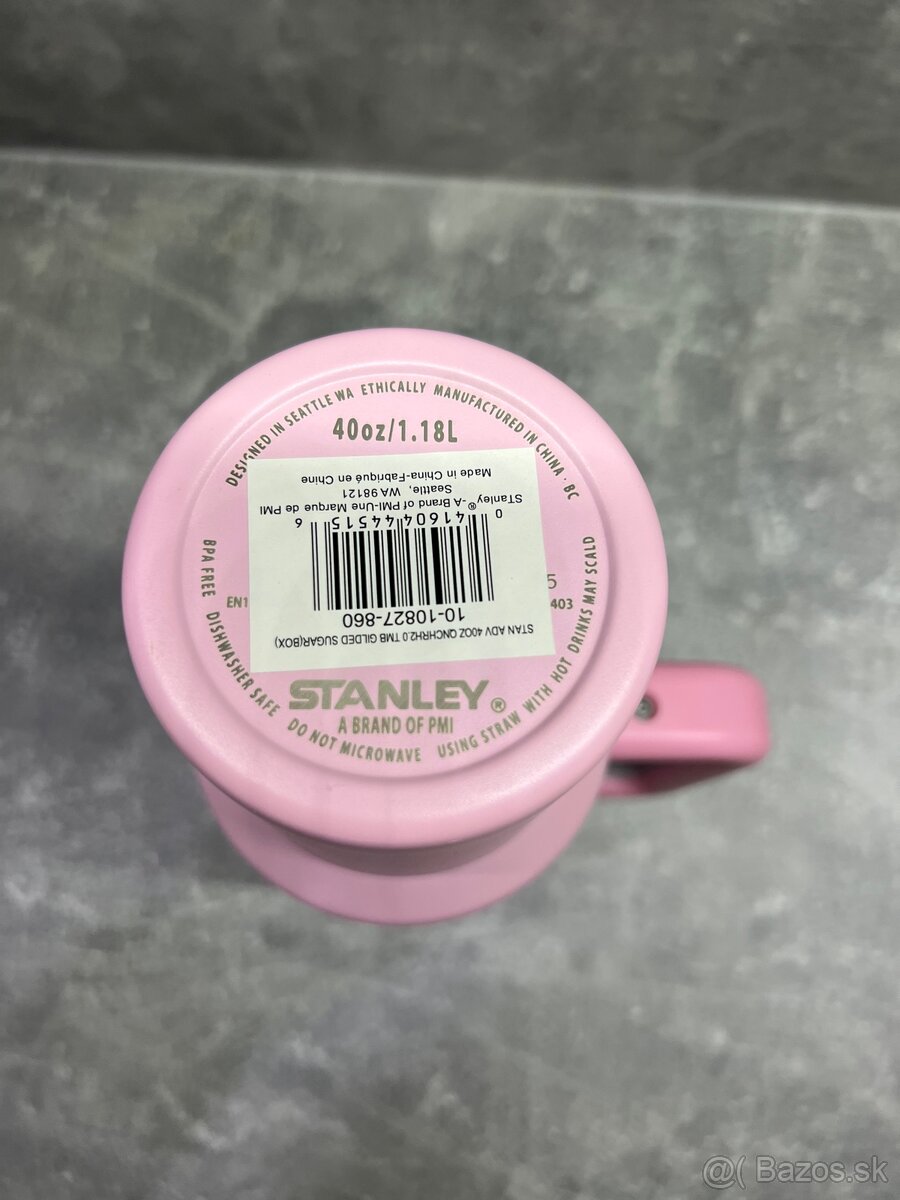 DESIGNED IN SEATTLE WA ETHICALLY MANUFACTURED IN CHINA · BC
40oz/1.18L
STAN ADV 40OZ QNCHRH2.0 TMB GILDED SUGAR(BOX)
10-10827-860
0 41604 44515 6
STanley®-A Brand of PMI-Une Marque de PMI
Seattle, WA 98121
Made in China-Fabriqué en Chine
EN1
5
403
STANLEY®
A BRAND OF PMI
BPA FREE DISHWASHER SAFE DO NOT MICROWAVE USING STRAW WITH HOT DRINKS MAY SCALD
@( Bazos.sk